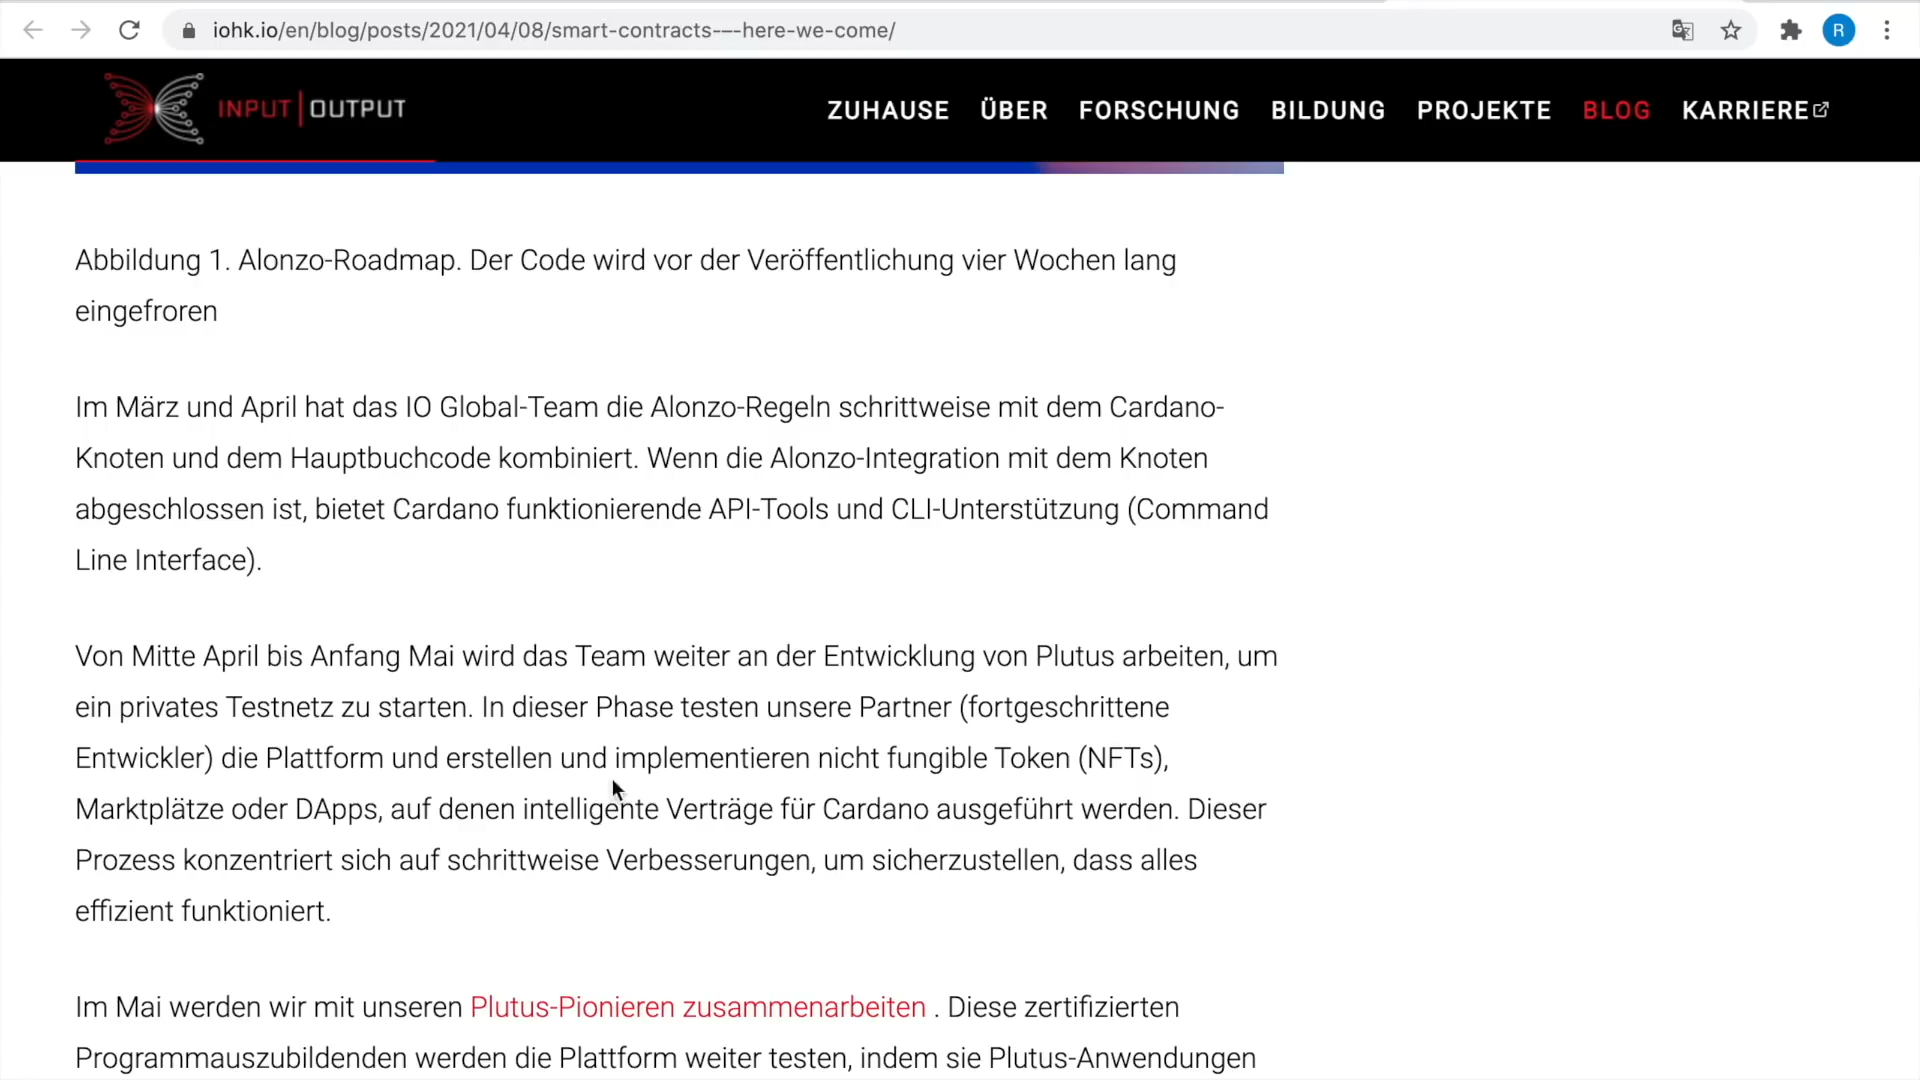 iohk.io/en/blog/posts/2021/04/08/smart-contracts-–-here-we-come/
R
INPUT | OUTPUT
ZUHAUSE ÜBER FORSCHUNG BILDUNG PROJEKTE BLOG KARRIERE
Abbildung 1. Alonzo-Roadmap. Der Code wird vor der Veröffentlichung vier Wochen lang
eingefroren
Im März und April hat das IO Global-Team die Alonzo-Regeln schrittweise mit dem Cardano-
Knoten und dem Hauptbuchcode kombiniert. Wenn die Alonzo-Integration mit dem Knoten
abgeschlossen ist, bietet Cardano funktionierende API-Tools und CLI-Unterstützung (Command
Line Interface).
Von Mitte April bis Anfang Mai wird das Team weiter an der Entwicklung von Plutus arbeiten, um
ein privates Testnetz zu starten. In dieser Phase testen unsere Partner (fortgeschrittene
Entwickler) die Plattform und erstellen und implementieren nicht fungible Token (NFTs),
Marktplätze oder DApps, auf denen intelligente Verträge für Cardano ausgeführt werden. Dieser
Prozess konzentriert sich auf schrittweise Verbesserungen, um sicherzustellen, dass alles
effizient funktioniert.
Im Mai werden wir mit unseren Plutus-Pionieren zusammenarbeiten . Diese zertifizierten
Programmauszubildenden werden die Plattform weiter testen, indem sie Plutus-Anwendungen